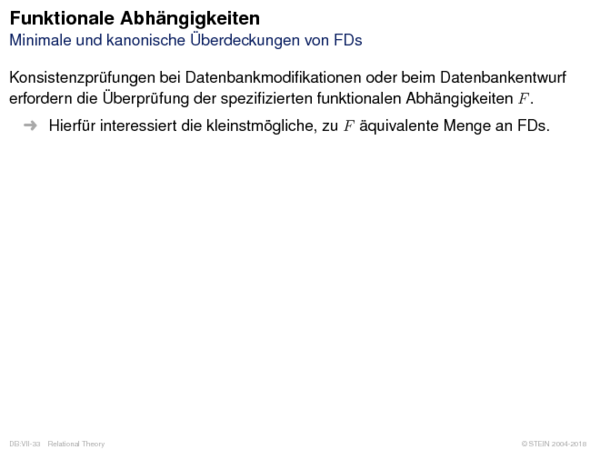 Funktionale Abhängigkeiten
Minimale und kanonische Überdeckungen von FDs
Konsistenzprüfungen bei Datenbankmodifikationen oder beim Datenbankentwurf
erfordern die Überprüfung der spezifizierten funktionalen Abhängigkeiten F.
➜ Hierfür interessiert die kleinstmögliche, zu F äquivalente Menge an FDs.
DB:VII-33 Relational Theory © STEIN 2004-2018